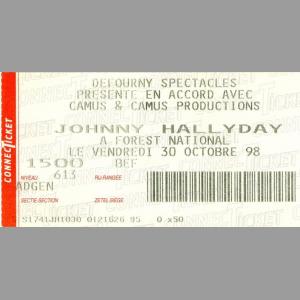 DEFOURNY SPECTACLES
PRESENTE EN ACCORD AVEC
CAMUS & CAMUS PRODUCTIONS
JOHNNY HALLYDAY
A FOREST NATIONAL
LE VENDREDI 30 OCTOBRE 98
1500 BEF
NIVEAU 613 RIJ-RANGEE
ADGEN
SECTIE-SECTION ZETEL-SIEGE
S1741JH1030 0121626 95 0 x50
CONNECTICKET